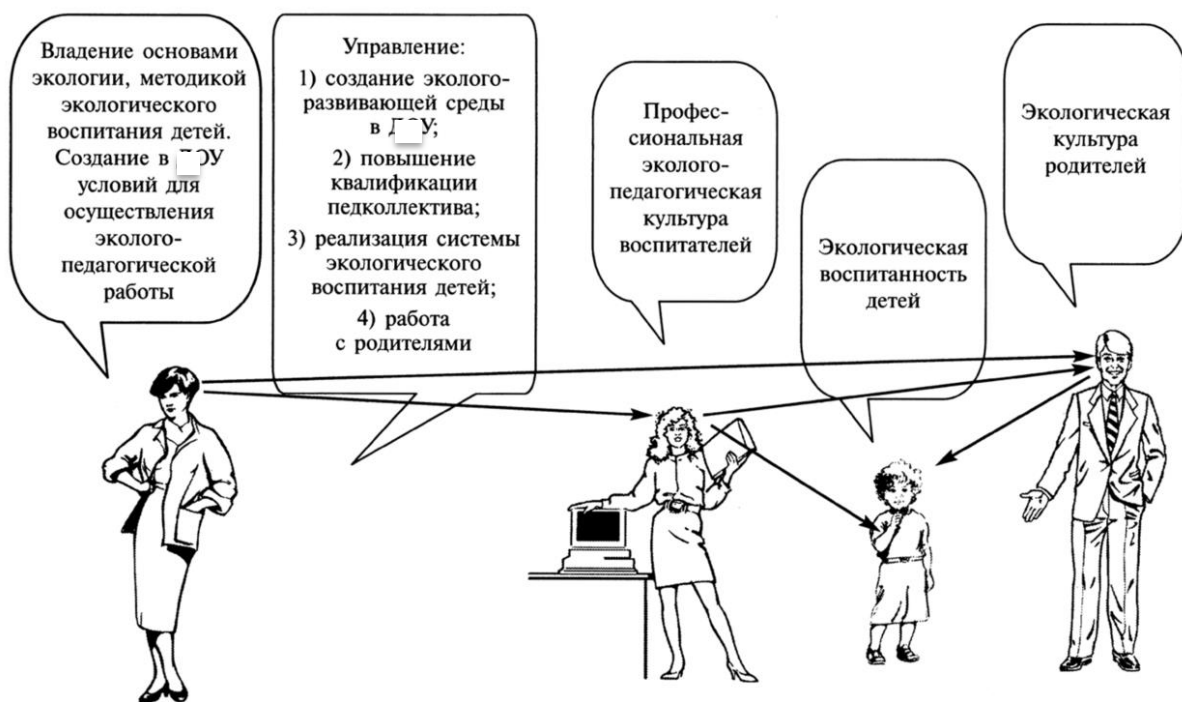 Владение основами
экологии, методикой
экологического
воспитания детей.
Создание в
условий для
осуществления
эколого-
педагогической
работы
Управление:
1) создание эколого-
развивающей среды
в
2) повышение
квалификации
педколлектива;
3) реализация системы
экологического
воспитания детей;
4) работа
с родителями
Профес-
сиональная
эколого-
педагогическая
культура
воспитателей
Экологическая
воспитанность
детей
Экологическая
культура
родителей